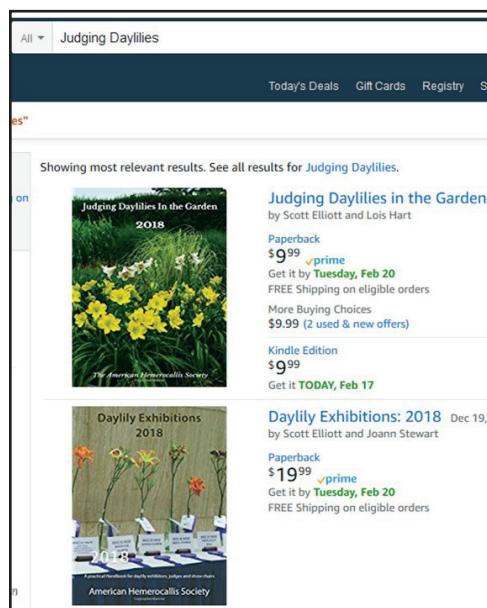 All
Judging Daylilies
Today's Deals Gift Cards Registry S
es"
Showing most relevant results. See all results for Judging Daylilies.
on
Judging Daylilies In the Garden
2018
The American Hemerocallis Society
Judging Daylilies in the Garden
by Scott Elliott and Lois Hart
Paperback
$9.99 prime
Get it by Tuesday, Feb 20
FREE Shipping on eligible orders
More Buying Choices
$9.99 (2 used & new offers)
Kindle Edition
$9.99
Get it TODAY, Feb 17
Daylily Exhibitions
2018
2018
A practical Handbook for daylily exhibitors, judges and show chairs
American Hemerocallis Society
Daylily Exhibitions: 2018 Dec 19,
by Scott Elliott and Joann Stewart
Paperback
$19.99 prime
Get it by Tuesday, Feb 20
FREE Shipping on eligible orders